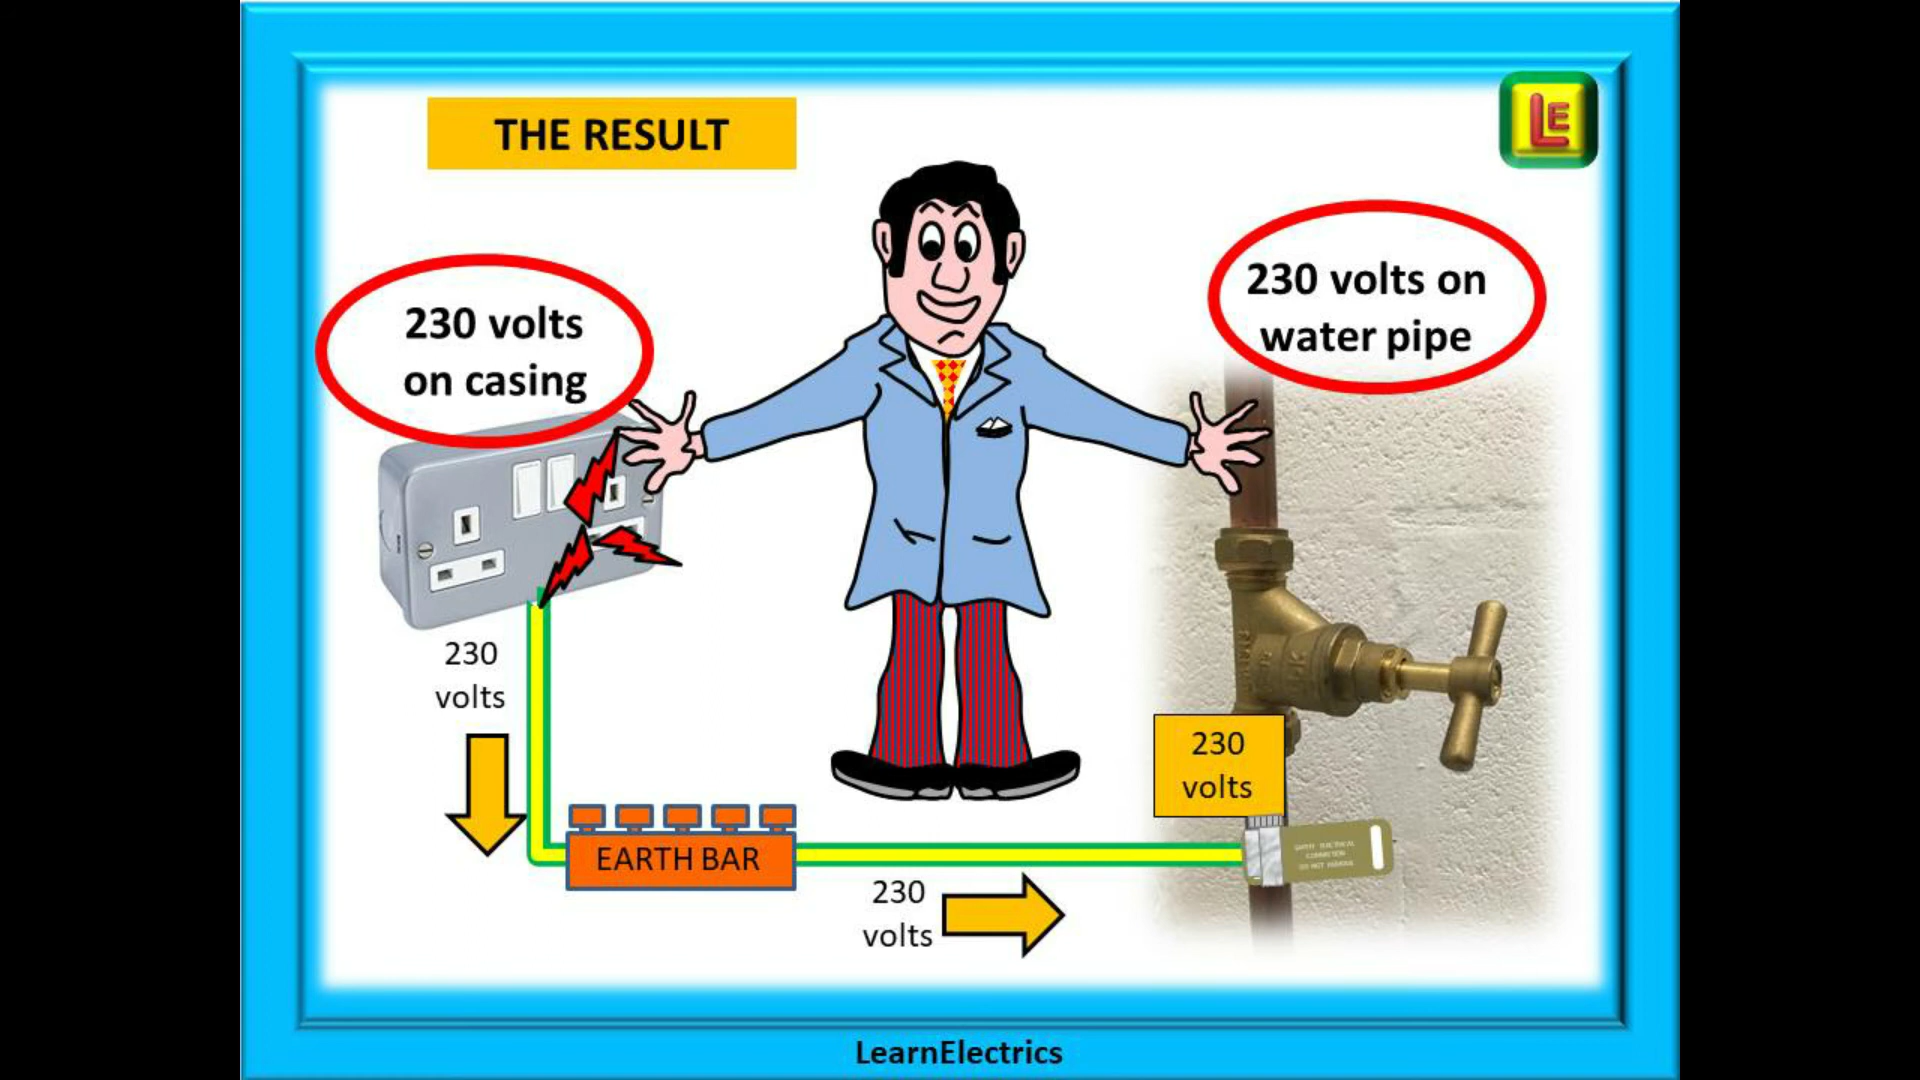 THE RESULT
LE
230 volts
on casing
230 volts on
water pipe
230
volts
230
volts
EARTH BAR
230
volts
LearnElectrics